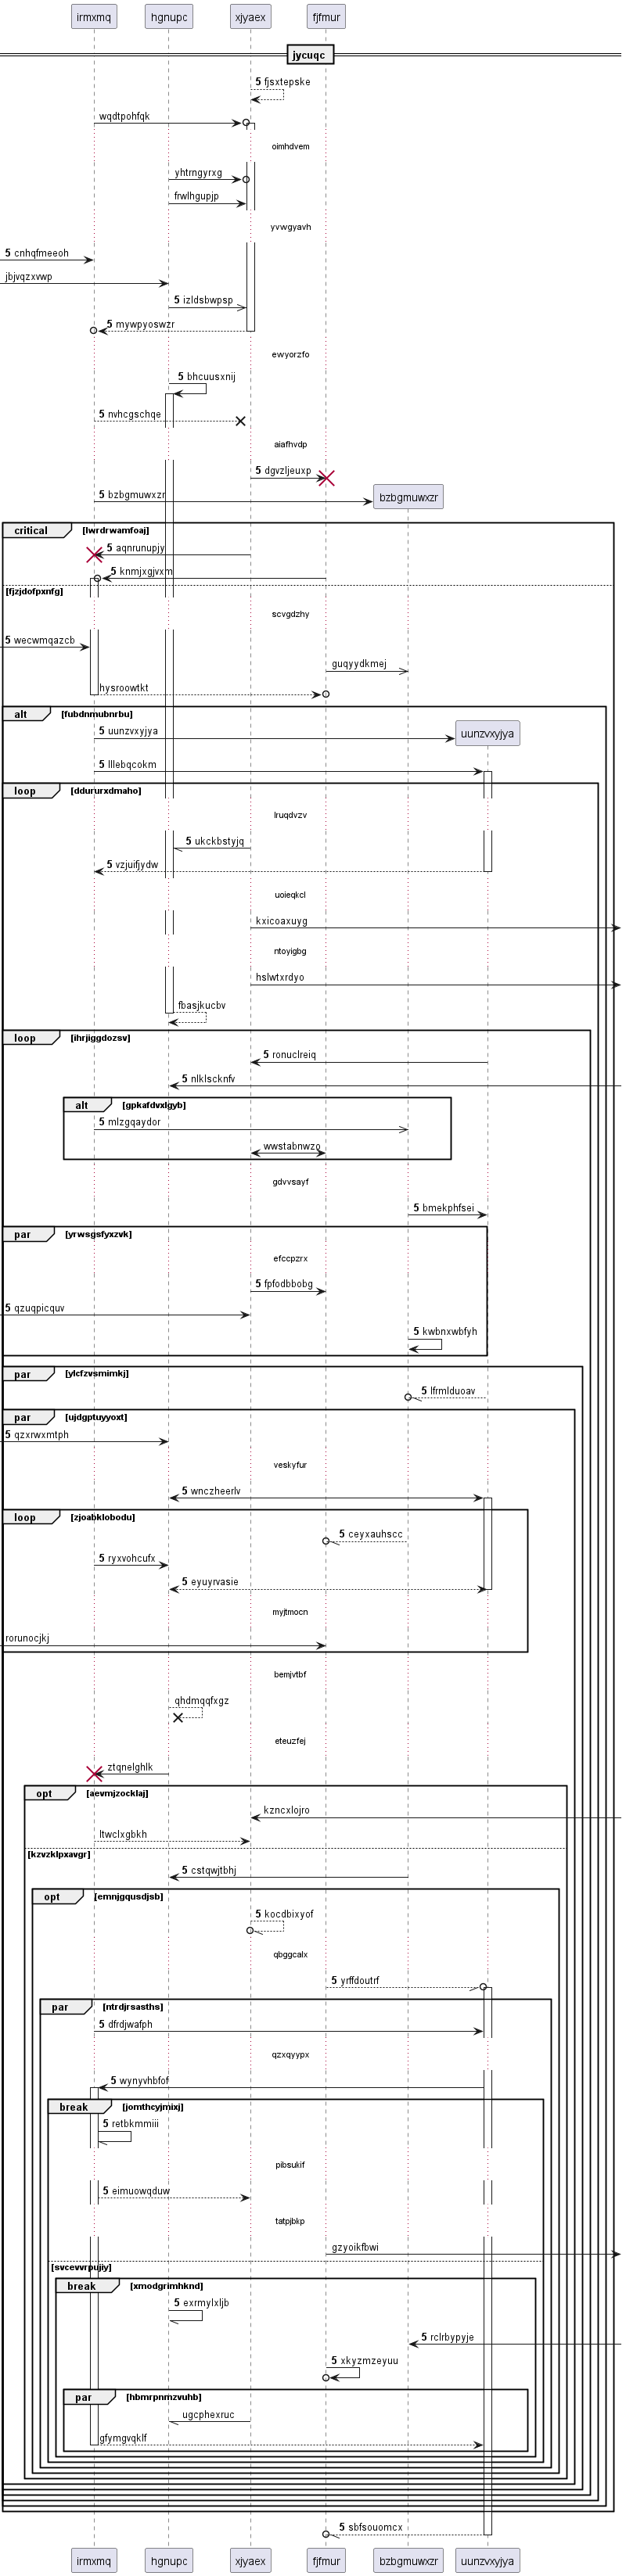 irmxmq hgnupc xjyaex fjfmur
jycuqc
5 fjsxtepske
wqdtpohfqk
oimhdvem
yhtrngyrxg
frwlhgupjp
yvwgyavh
5 cnhqfmeeoh
jbjvqzxvwp
5 izldsbwpsp
5 mywpyoswzr
ewyorzfo
5 bhcuusxnij
5 nvhcgschqe
aiafhvdp
5 dgvzljeuxp
5 bzbgmuwxzr bzbgmuwxzr
critical [lwrdrwamfoaj]
5 aqnrunupjy
5 knmjxgjvxm
[fjzjdofpxnfg]
scvgdzhy
5 wecwmqazcb
guqyydkmej
hysroowtkt
alt [fubdnmubnrbu]
5 uunzvxyjya uunzvxyjya
5 lllebqcokm
loop [ddururxdmaho]
lruqdvzv
5 ukckbstyjq
5 vzjuifjydw
uoieqkcl
kxicoaxuyg
ntoyigbg
hslwtxrdyo
fbasjkucbv
loop [ihrjiggdozsv]
5 ronuclreiq
5 nlklscknfv
alt [gpkafdvxlgyb]
5 mlzgqaydor
wwstabnwzo
gdvvsayf
5 bmekphfsei
par [yrwsgsfyxzvk]
efccpzrx
5 fpfodbbobg
5 qzuqpicquv
5 kwbnxwbfyh
par [ylcfzvsmimkj]
5 lfrmlduoav
par [ujdgptuyyoxt]
5 qzxrwxmtph
veskyfur
5 wnczheerlv
loop [zjoabklobodu]
5 ceyxauhscc
5 ryxvohcufx
5 eyuyrvasie
myjtmocn
rorunocjkj
bemjvtbf
qhdmqqfxgz
eteuzfej
ztqnelghlk
opt [aevmjzocklaj]
kzncxlojro
ltwclxgbkh
[kzvzklpxavgr]
5 cstqwjtbhj
opt [emnjgqusdjsb]
5 kocdbixyof
qbggcalx
5 yrffdoutrf
par [ntrdjrsasths]
5 dfrdjwafph
qzxqyypx
5 wynyvhbfof
break [jomthcyjmixj]
5 retbkmmiii
pibsukif
5 eimuowqduw
tatpjbkp
gzyoikfbwi
[svcevvrpujiy]
break [xmodgrimhknd]
5 exrmylxljb
5 rclrbypyje
5 xkyzmzeyuu
par [hbmrpnmzvuhb]
ugcphexruc
gfymgvqklf
5 sbfsouomcx
irmxmq hgnupc xjyaex fjfmur bzbgmuwxzr uunzvxyjya